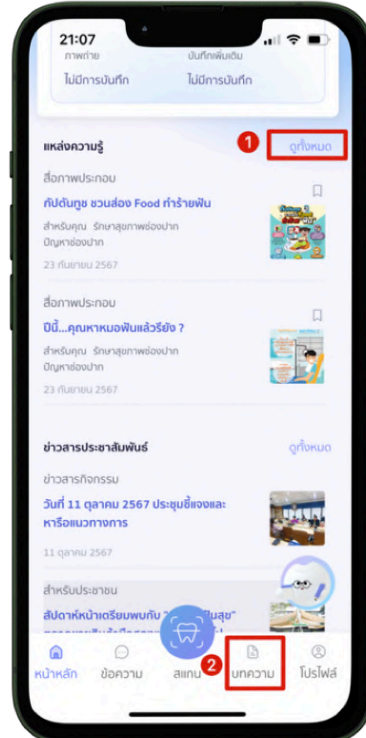 21:07
ภาพถ่าย
บันทึกเพิ่มเติม
ไม่มีการบันทึก
ไม่มีการบันทึก
แหล่งความรู้
1
ดูทั้งหมด
สื่อภาพประกอบ
กัปตันทูช ชวนส่อง Food ทำร้ายฟัน
สำหรับคุณ รักษาสุขภาพช่องปาก
ปัญหาช่องปาก
23 กันยายน 2567
สื่อภาพประกอบ
ปีนี้...คุณหาหมอฟันแล้วรึยัง ?
สำหรับคุณ รักษาสุขภาพช่องปาก
ปัญหาช่องปาก
23 กันยายน 2567
ข่าวสารประชาสัมพันธ์
ดูทั้งหมด
ข่าวสารกิจกรรม
วันที่ 11 ตุลาคม 2567 ประชุมชี้แจงและ
หารือแนวทางการ
11 ตุลาคม 2567
สำหรับประชาชน
สัปดาห์หน้าเตรียมพบกับ
2
หน้าหลัก
ข้อความ
สแกน
บทความ
โปรไฟล์